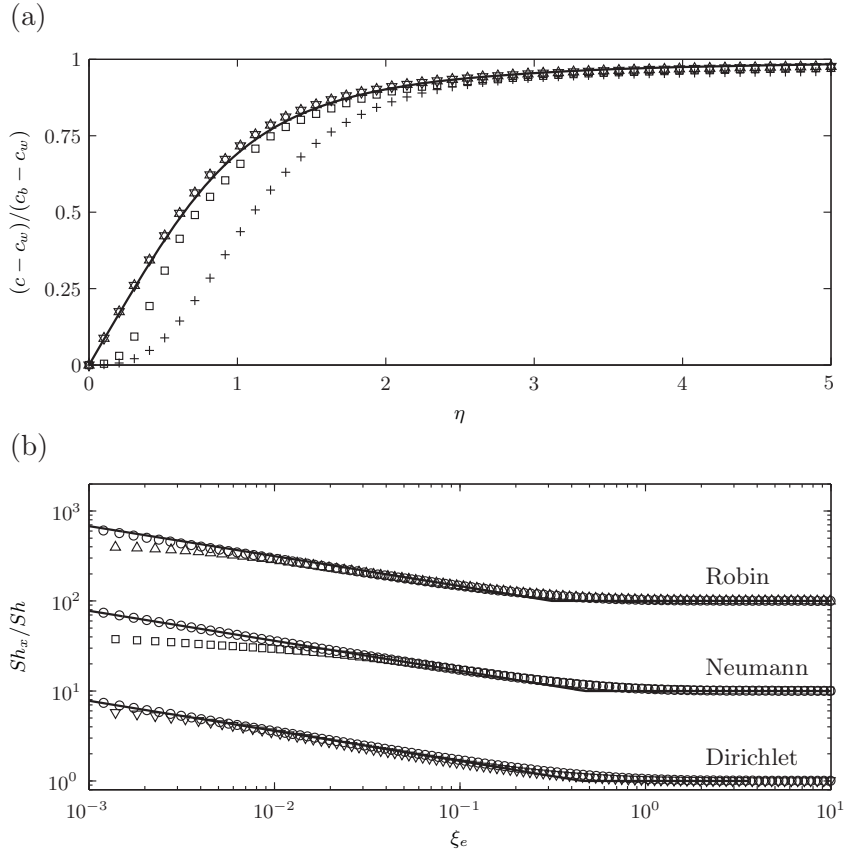 (a)
1
0.75
0.5
0.25
0
(c − c_w)/(c_b − c_w)
0 1 2 3 4 5
η
(b)
10^3
10^2
10^1
10^0
Sh_x/Sh
Robin
Neumann
Dirichlet
10^−3 10^−2 10^−1 10^0 10^1
ξ_e